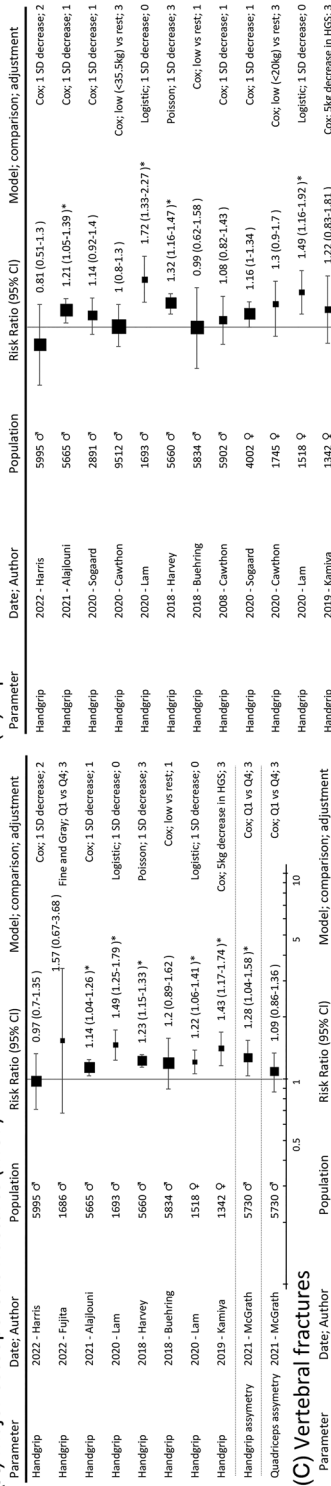 Parameter Date; Author Population Risk Ratio (95% CI) Model; comparison; adjustment
Handgrip 2022 - Harris 5995 ♂ 0.97 (0.7-1.35 ) Cox; 1 SD decrease; 2
Handgrip 2022 - Fujita 1686 ♂ 1.57 (0.67-3.68 ) Fine and Gray; Q1 vs Q4; 3
Handgrip 2021 - Alajlouni 5665 ♂ 1.14 (1.04-1.26 )* Cox; 1 SD decrease; 1
Handgrip 2020 - Lam 1693 ♂ 1.49 (1.25-1.79 )* Logistic; 1 SD decrease; 0
Handgrip 2018 - Harvey 5660 ♂ 1.23 (1.15-1.33 )* Poisson; 1 SD decrease; 3
Handgrip 2018 - Buehring 5834 ♂ 1.2 (0.89-1.62 ) Cox; low vs rest; 1
Handgrip 2020 - Lam 1518 ♀ 1.22 (1.06-1.41 )* Logistic; 1 SD decrease; 0
Handgrip 2019 - Kamiya 1342 ♀ 1.43 (1.17-1.74 )* Cox; 5kg decrease in HGS; 3
Handgrip assymetry 2021 - McGrath 5730 ♂ 1.28 (1.04-1.58 )* Cox; Q1 vs Q4; 3
Quadriceps assymetry 2021 - McGrath 5730 ♂ 1.09 (0.86-1.36 ) Cox; Q1 vs Q4; 3
0.5 1 5 10
(C) Vertebral fractures
Parameter Date; Author Population Risk Ratio (95% CI) Model; comparison; adjustment
Parameter Date; Author Population Risk Ratio (95% CI) Model; comparison; adjustment
Handgrip 2022 - Harris 5995 ♂ 0.81 (0.51-1.3 ) Cox; 1 SD decrease; 2
Handgrip 2021 - Alajlouni 5665 ♂ 1.21 (1.05-1.39 )* Cox; 1 SD decrease; 1
Handgrip 2020 - Sogaard 2891 ♂ 1.14 (0.92-1.4 ) Cox; 1 SD decrease; 1
Handgrip 2020 - Cawthon 9512 ♂ 1 (0.8-1.3 ) Cox; low (<35.5kg) vs rest; 3
Handgrip 2020 - Lam 1693 ♂ 1.72 (1.33-2.27 )* Logistic; 1 SD decrease; 0
Handgrip 2018 - Harvey 5660 ♂ 1.32 (1.16-1.47 )* Poisson; 1 SD decrease; 3
Handgrip 2018 - Buehring 5834 ♂ 0.99 (0.62-1.58 ) Cox; low vs rest; 1
Handgrip 2008 - Cawthon 5902 ♂ 1.08 (0.82-1.43 ) Cox; 1 SD decrease; 3
Handgrip 2020 - Sogaard 4002 ♀ 1.16 (1-1.34 ) Cox; 1 SD decrease; 1
Handgrip 2020 - Cawthon 1745 ♀ 1.3 (0.9-1.7 ) Cox; low (<20kg) vs rest; 3
Handgrip 2020 - Lam 1518 ♀ 1.49 (1.16-1.92 )* Logistic; 1 SD decrease; 0
Handgrip 2019 - Kamiya 1342 ♀ 1.22 (0.83-1.81 ) Cox; 5kg decrease in HGS; 3